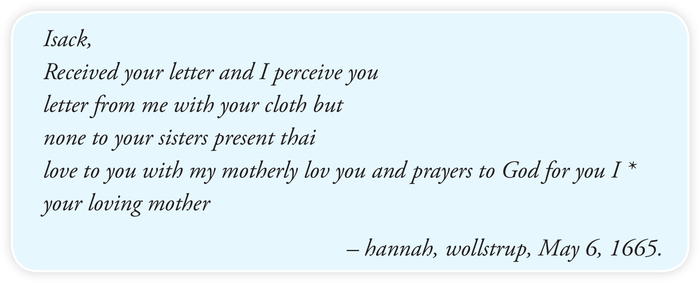 Isack,
Received your letter and I perceive you
letter from me with your cloth but
none to your sisters present thai
love to you with my motherly lov you and prayers to God for you I *
your loving mother
– hannah, wollstrup, May 6, 1665.